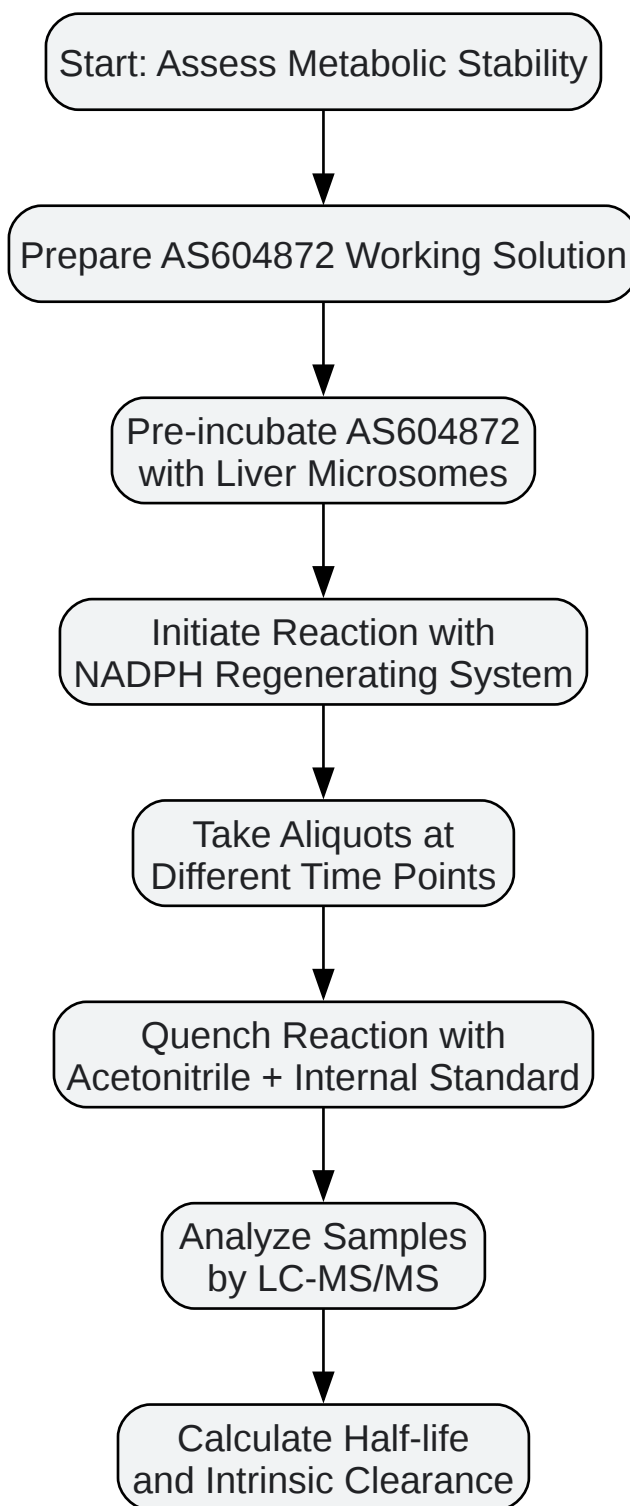 Start: Assess Metabolic Stability
Prepare AS604872 Working Solution
Pre-incubate AS604872
with Liver Microsomes
Initiate Reaction with
NADPH Regenerating System
Take Aliquots at
Different Time Points
Quench Reaction with
Acetonitrile + Internal Standard
Analyze Samples
by LC-MS/MS
Calculate Half-life
and Intrinsic Clearance